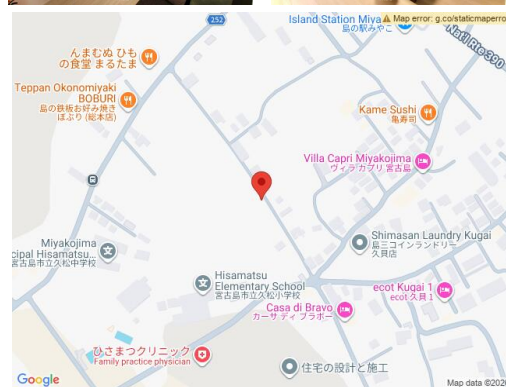 252
Island Station Miya
島の駅みやこ
Map error: g.co/staticmaperro
Nat'l Rte 390
んまむぬ ひも
の食堂 まるたま
Teppan Okonomiyaki
BOBURI
島の鉄板お好み焼き
ぼぶり (総本店)
Kame Sushi
亀寿司
Villa Capri Miyakojima
ヴィラ カプリ 宮古島
Miyakojima
cipal Hisamatsu...
宮古島市立久松中学校
Shimasan Laundry Kugai
島三コインランドリー
久貝店
Hisamatsu
Elementary School
宮古島市立久松小学校
ecot Kugai 1
ecot 久貝 1
Casa di Bravo
カーサ ディ ブラボー
ひさまつクリニック
Family practice physician
住宅の設計と施工
Google
Map data ©202